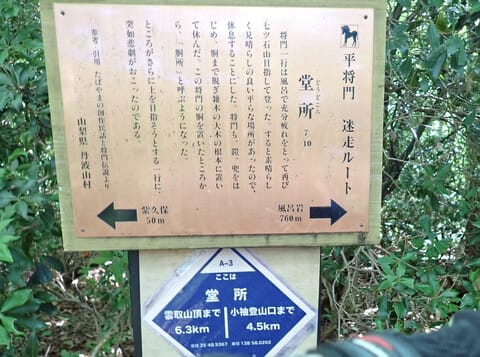 平将門 迷走ルート
どうどころ
堂所 7/10
将門一行は風呂で充分疲れをとって再び
七ツ石山目指して登った。すると素晴らし
く見晴らしの良い平らな場所があったので、
休息することにした。将門も、鎧、兜をは
じめ、胴まで脱ぎ雑木の大木の根本に置い
て休んだ。この将門の胴を置いたところか
ら、「胴所」と呼ぶようになった。
ところがさらに上を目指そうとする一行に、
突如悲劇がおこったのである。
参考、引用 たばやまの創作民話と将門伝説より
山梨県 丹波山村
紫久保
50m
風呂岩
760m
A-3
ここは
堂所
雲取山頂まで
6.3km
小袖登山口まで
4.5km